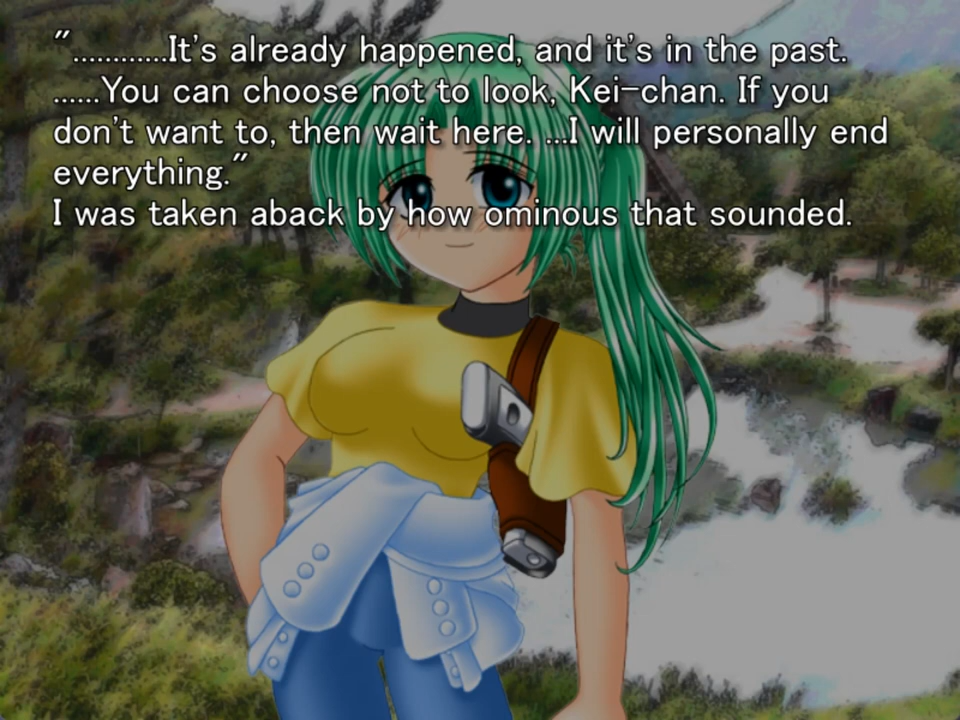 "............It's already happened, and it's in the past.
......You can choose not to look, Kei-chan. If you
don't want to, then wait here. ...I will personally end
everything."
I was taken aback by how ominous that sounded.